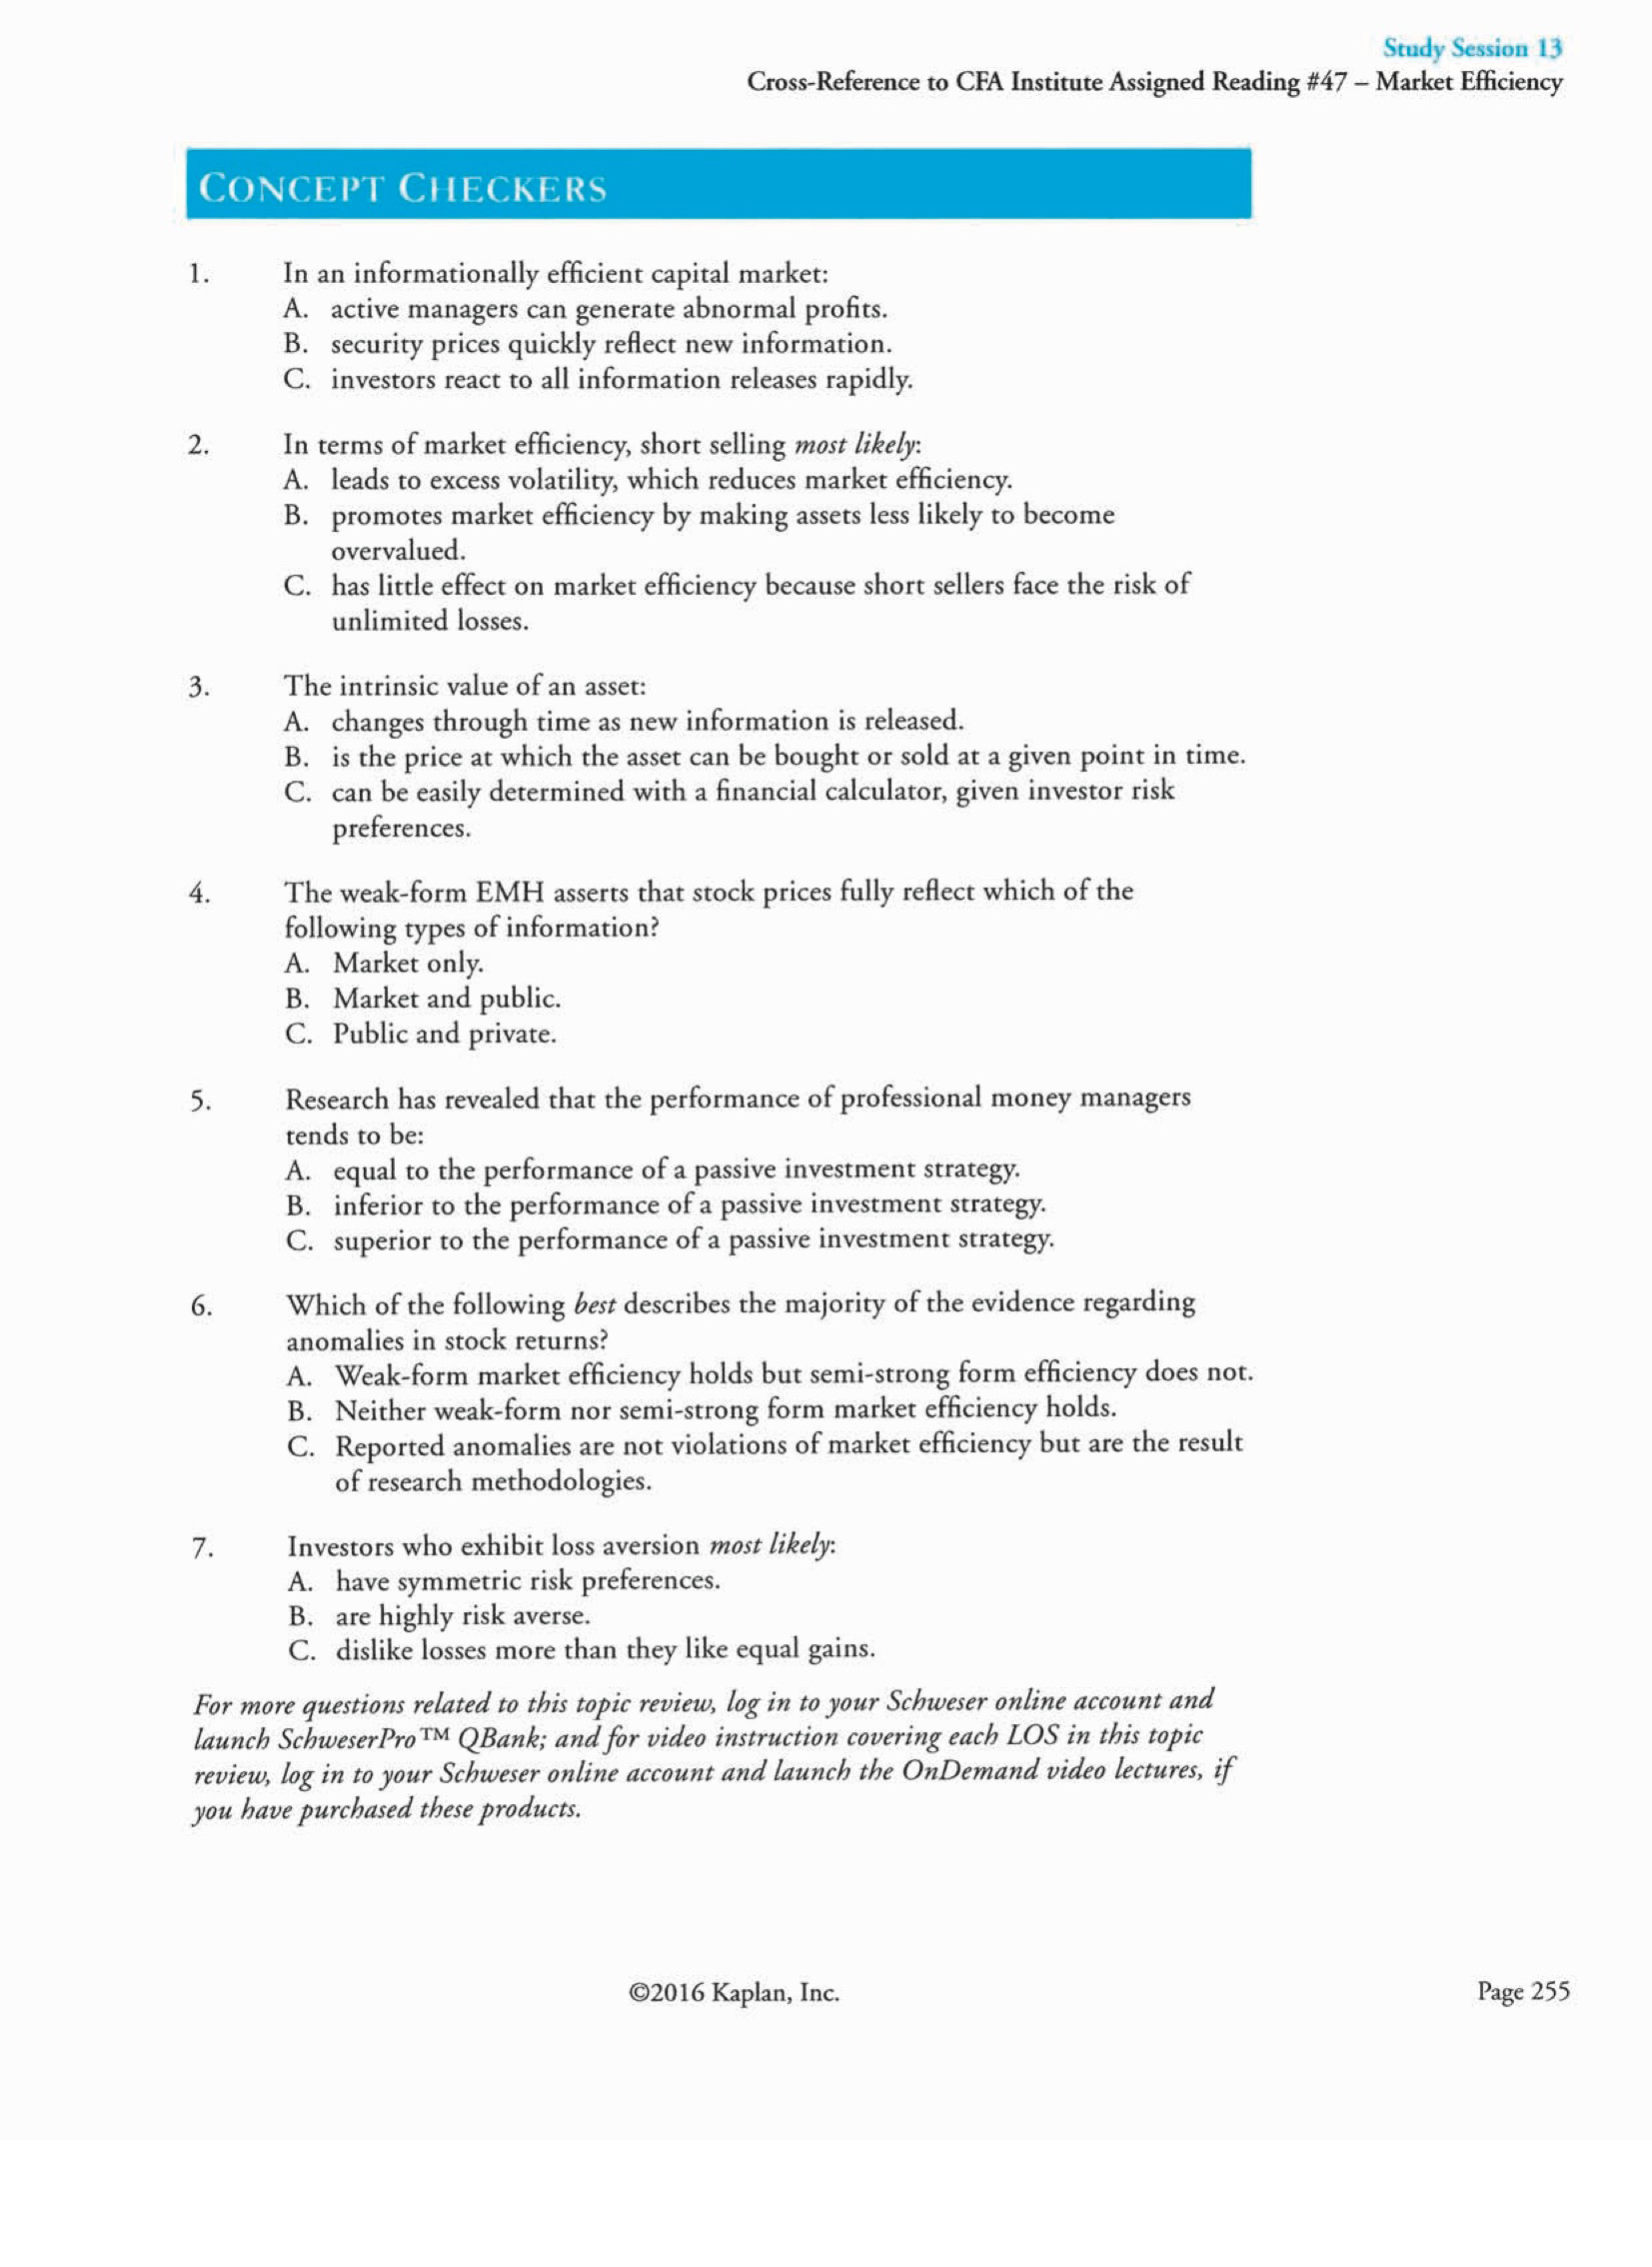 Study Session 13
Cross-Reference to CFA Institute Assigned Reading #47 – Market Efficiency
CONCEPT CHECKERS
1. In an informationally efficient capital market:
A. active managers can generate abnormal profits.
B. security prices quickly reflect new information.
C. investors react to all information releases rapidly.
2. In terms of market efficiency, short selling most likely:
A. leads to excess volatility, which reduces market efficiency.
B. promotes market efficiency by making assets less likely to become
overvalued.
C. has little effect on market efficiency because short sellers face the risk of
unlimited losses.
3. The intrinsic value of an asset:
A. changes through time as new information is released.
B. is the price at which the asset can be bought or sold at a given point in time.
C. can be easily determined with a financial calculator, given investor risk
preferences.
4. The weak-form EMH asserts that stock prices fully reflect which of the
following types of information?
A. Market only.
B. Market and public.
C. Public and private.
5. Research has revealed that the performance of professional money managers
tends to be:
A. equal to the performance of a passive investment strategy.
B. inferior to the performance of a passive investment strategy.
C. superior to the performance of a passive investment strategy.
6. Which of the following best describes the majority of the evidence regarding
anomalies in stock returns?
A. Weak-form market efficiency holds but semi-strong form efficiency does not.
B. Neither weak-form nor semi-strong form market efficiency holds.
C. Reported anomalies are not violations of market efficiency but are the result
of research methodologies.
7. Investors who exhibit loss aversion most likely:
A. have symmetric risk preferences.
B. are highly risk averse.
C. dislike losses more than they like equal gains.
For more questions related to this topic review, log in to your Schweser online account and
launch SchweserPro™ QBank; and for video instruction covering each LOS in this topic
review, log in to your Schweser online account and launch the OnDemand video lectures, if
you have purchased these products.
©2016 Kaplan, Inc.
Page 255